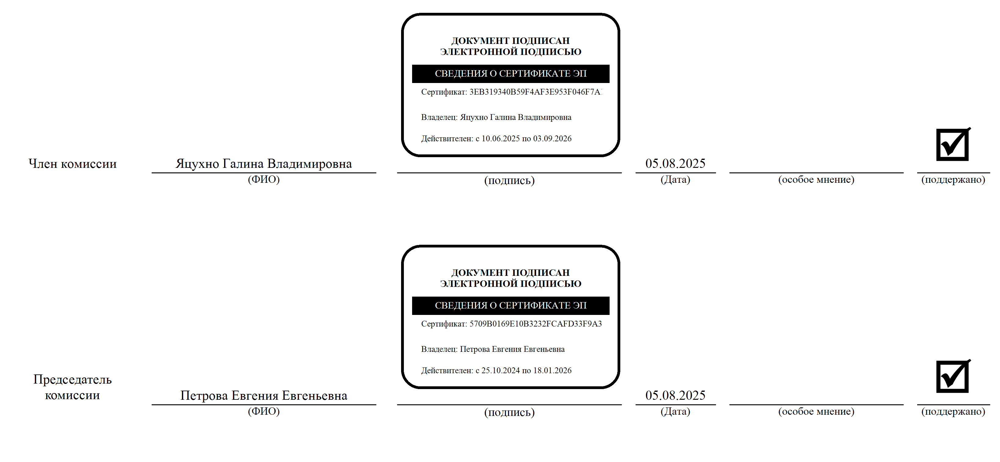 ДОКУМЕНТ ПОДПИСАН
ЭЛЕКТРОННОЙ ПОДПИСЬЮ
СВЕДЕНИЯ О СЕРТИФИКАТЕ ЭП
Сертификат: 3EB319340B59F4AF3E953F046F7A
Владелец: Яцухно Галина Владимировна
Действителен: с 10.06.2025 по 03.09.2026
Член комиссии Яцухно Галина Владимировна 05.08.2025
(ФИО) (подпись) (Дата) (особое мнение) (поддержано)
ДОКУМЕНТ ПОДПИСАН
ЭЛЕКТРОННОЙ ПОДПИСЬЮ
СВЕДЕНИЯ О СЕРТИФИКАТЕ ЭП
Сертификат: 5709B0169E10B3232FCAFD33F9A3
Владелец: Петрова Евгения Евгеньевна
Действителен: с 25.10.2024 по 18.01.2026
Председатель
комиссии Петрова Евгения Евгеньевна 05.08.2025
(ФИО) (подпись) (Дата) (особое мнение) (поддержано)